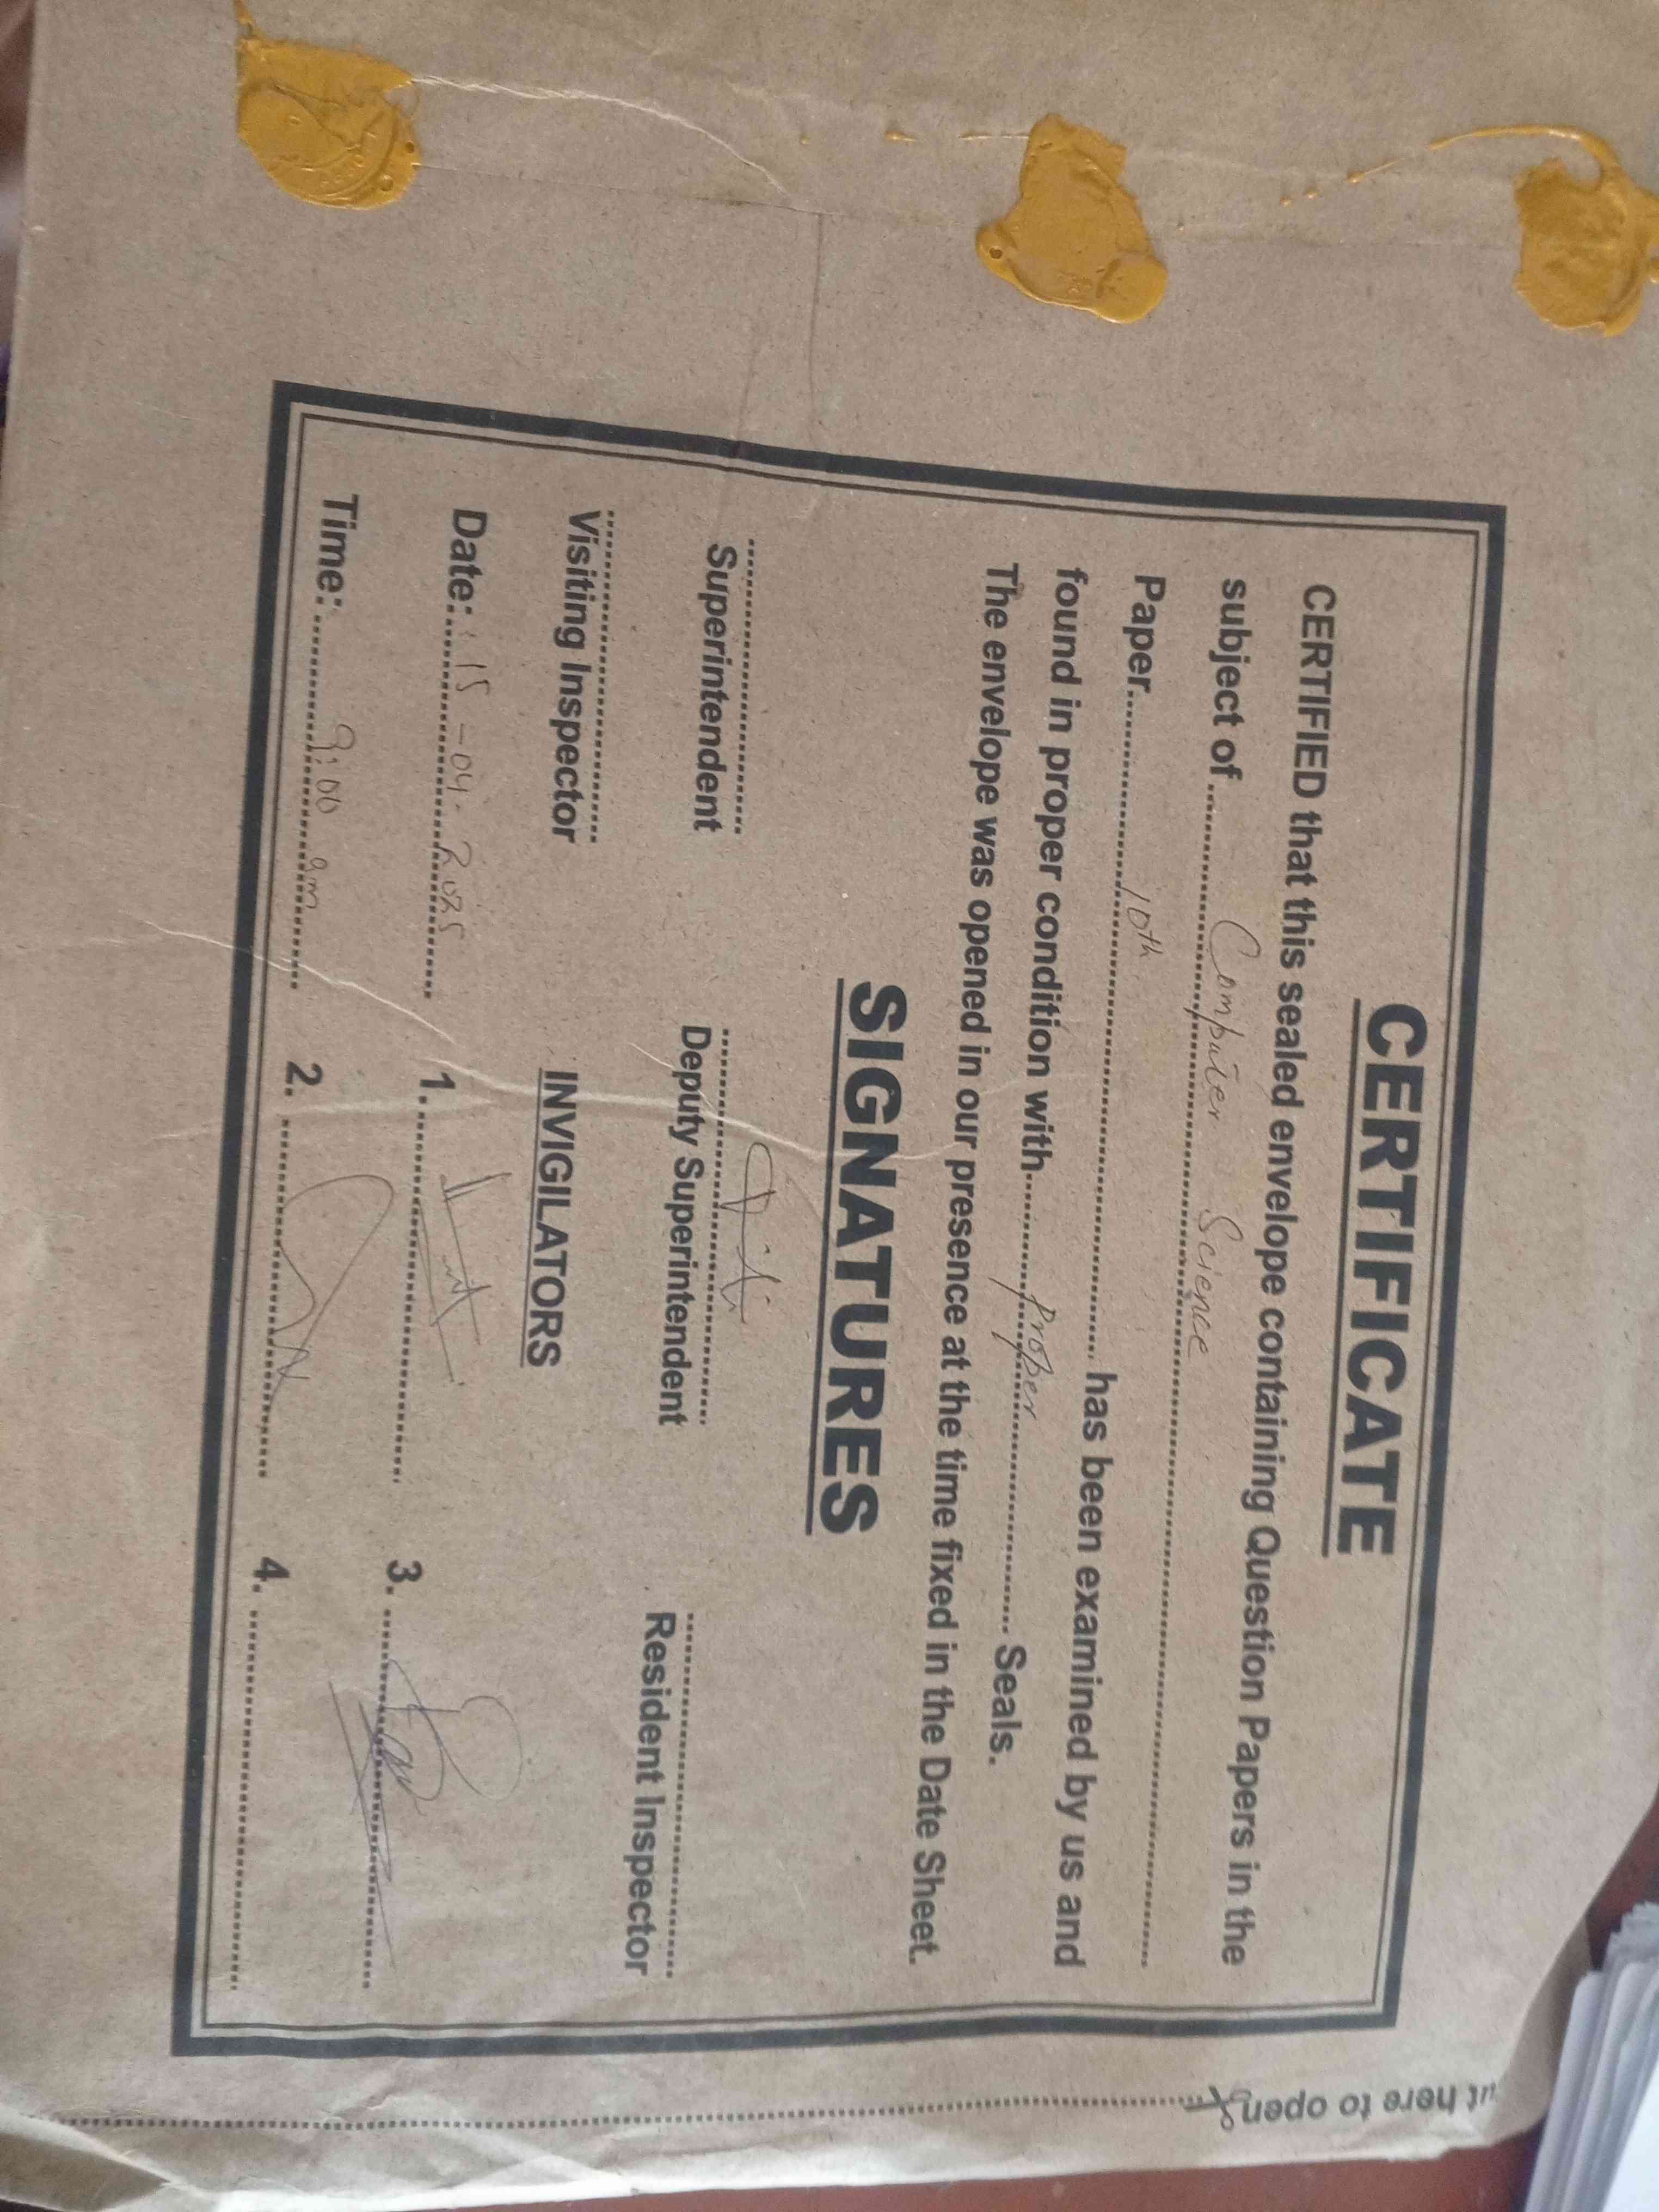 CERTIFICATE
CERTIFIED that this sealed envelope containing Question Papers in the
subject of Computer Science
Paper 10th has been examined by us and
found in proper condition with Proper Seals.
The envelope was opened in our presence at the time fixed in the Date Sheet.
SIGNATURES
Superintendent Deputy Superintendent Resident Inspector
Visiting Inspector INVIGILATORS
Date: 15-04-2025 1. 3.
Time: 9:00 am 2. 4.
ut here to open